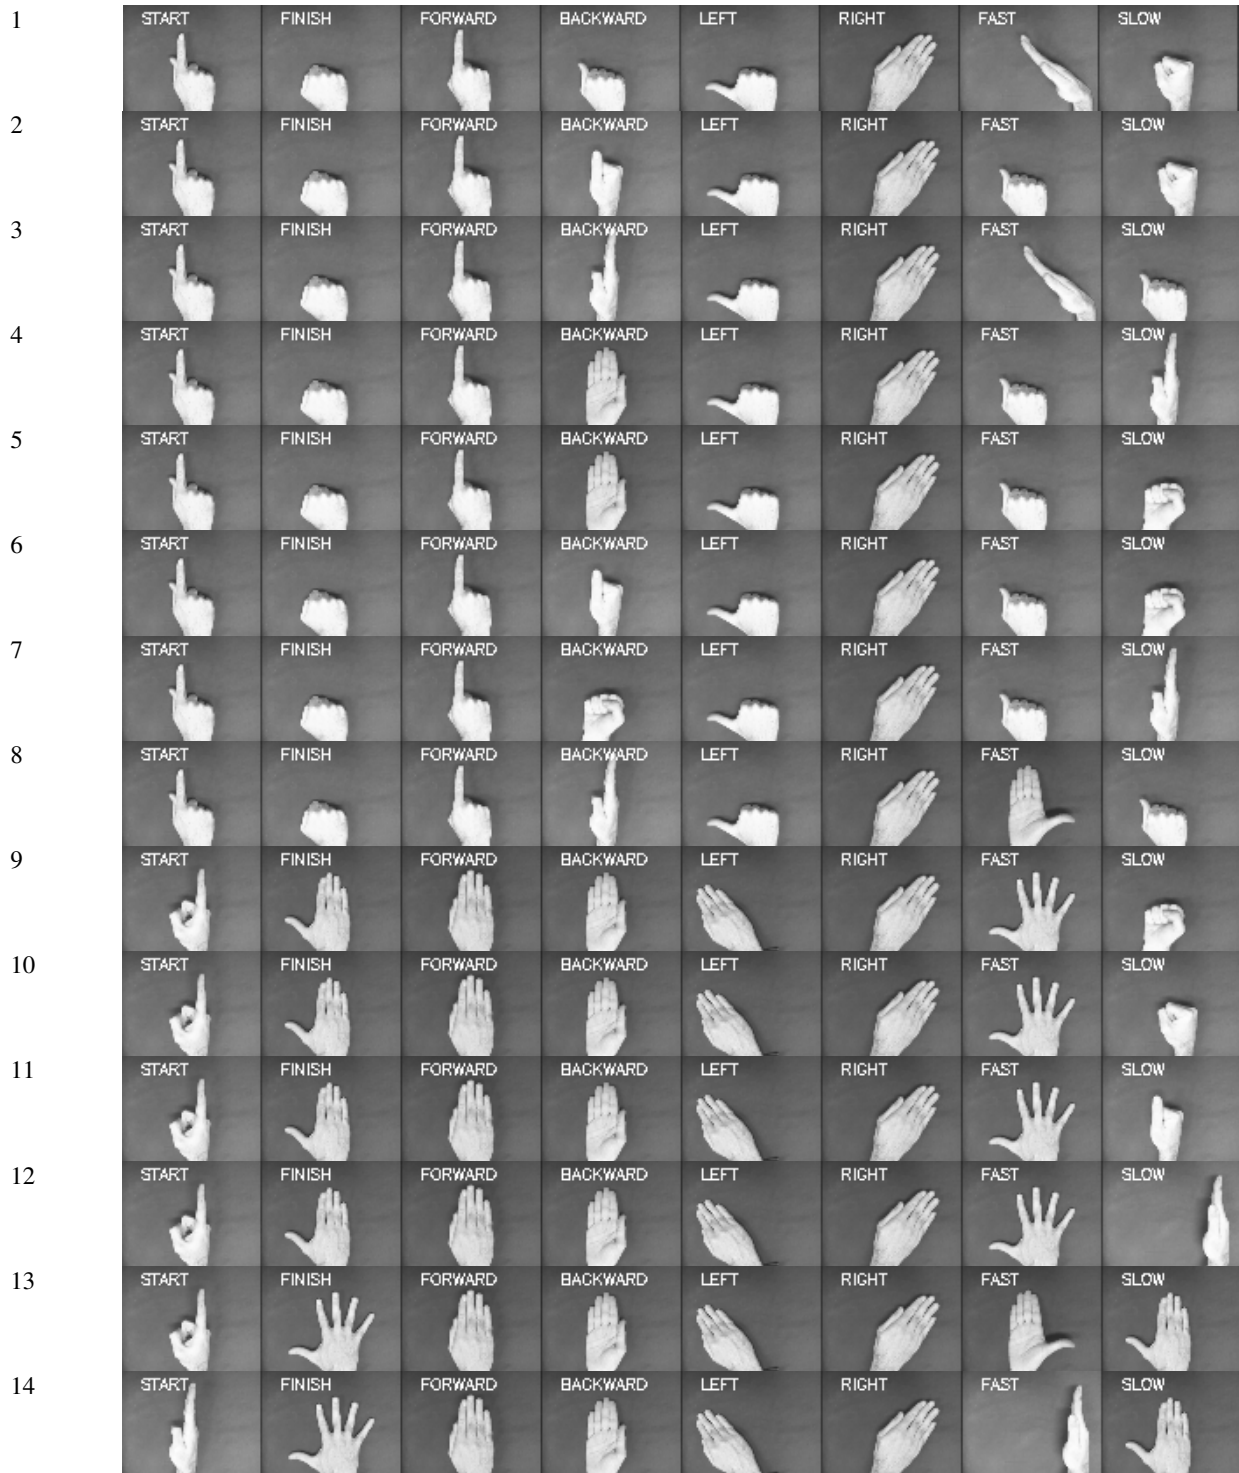 1 START FINISH FORWARD BACKWARD LEFT RIGHT FAST SLOW
2 START FINISH FORWARD BACKWARD LEFT RIGHT FAST SLOW
3 START FINISH FORWARD BACKWARD LEFT RIGHT FAST SLOW
4 START FINISH FORWARD BACKWARD LEFT RIGHT FAST SLOW
5 START FINISH FORWARD BACKWARD LEFT RIGHT FAST SLOW
6 START FINISH FORWARD BACKWARD LEFT RIGHT FAST SLOW
7 START FINISH FORWARD BACKWARD LEFT RIGHT FAST SLOW
8 START FINISH FORWARD BACKWARD LEFT RIGHT FAST SLOW
9 START FINISH FORWARD BACKWARD LEFT RIGHT FAST SLOW
10 START FINISH FORWARD BACKWARD LEFT RIGHT FAST SLOW
11 START FINISH FORWARD BACKWARD LEFT RIGHT FAST SLOW
12 START FINISH FORWARD BACKWARD LEFT RIGHT FAST SLOW
13 START FINISH FORWARD BACKWARD LEFT RIGHT FAST SLOW
14 START FINISH FORWARD BACKWARD LEFT RIGHT FAST SLOW